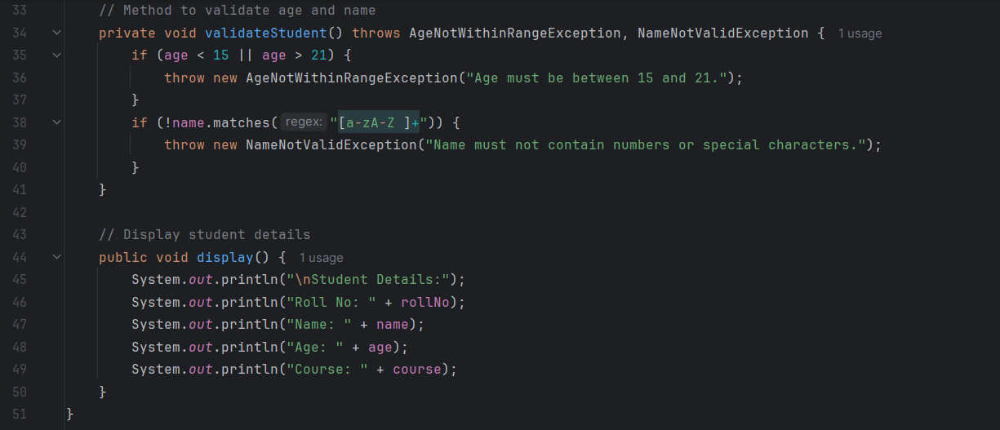 33 // Method to validate age and name
34 private void validateStudent() throws AgeNotWithinRangeException, NameNotValidException { 1 usage
35 if (age < 15 || age > 21) {
36 throw new AgeNotWithinRangeException("Age must be between 15 and 21.");
37 }
38 if (!name.matches( regex: "[a-zA-Z ]+")) {
39 throw new NameNotValidException("Name must not contain numbers or special characters.");
40 }
41 }
42
43 // Display student details
44 public void display() { 1 usage
45 System.out.println("\nStudent Details:");
46 System.out.println("Roll No: " + rollNo);
47 System.out.println("Name: " + name);
48 System.out.println("Age: " + age);
49 System.out.println("Course: " + course);
50 }
51 }